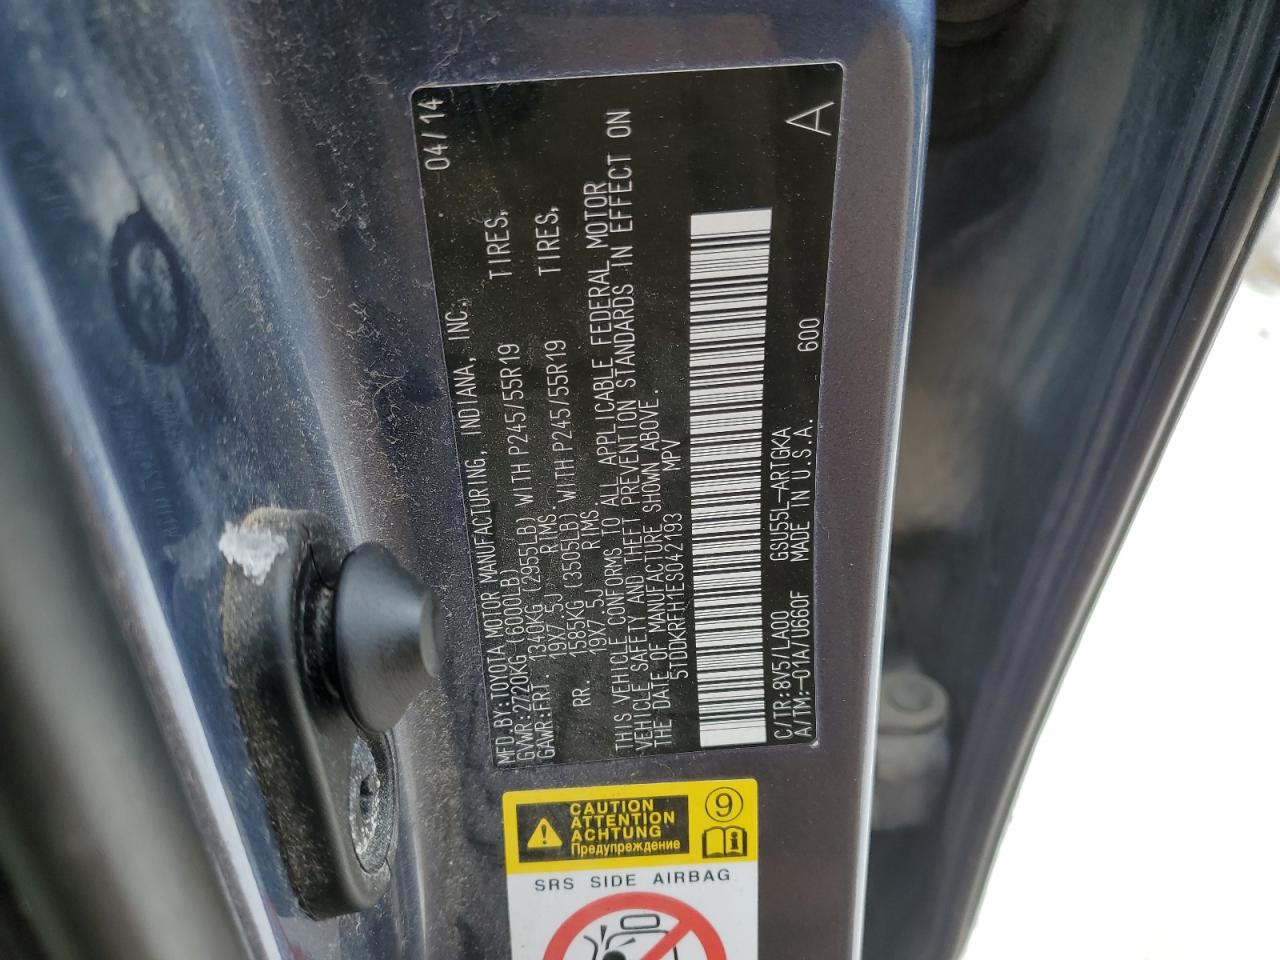 MFD.BY:TOYOTA MOTOR MANUFACTURING, INDIANA, INC. 04/14
GVWR:2720KG(6000LB)
GAWR:FRT. 1340KG (2955LB) WITH P245/55R19 TIRES,
19X7.5J RIMS.
RR. 1585KG (3505LB) WITH P245/55R19 TIRES,
19X7.5J RIMS.
THIS VEHICLE CONFORMS TO ALL APPLICABLE FEDERAL MOTOR
VEHICLE SAFETY AND THEFT PREVENTION STANDARDS IN EFFECT ON
THE DATE OF MANUFACTURE SHOWN ABOVE.
5TDDKRFH1ES042193 MPV
C/TR:8V5/LA00 GSU55L-ARTGKA
A/TM:-01A/U660F MADE IN U.S.A. 600 A
CAUTION
ATTENTION
ACHTUNG
Предупреждение
9
i
SRS SIDE AIRBAG